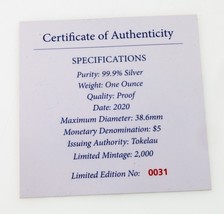 Certificate of Authenticity
SPECIFICATIONS
Purity: 99.9% Silver
Weight: One Ounce
Quality: Proof
Date: 2020
Maximum Diameter: 38.6mm
Monetary Denomination: $5
Issuing Authority: Tokelau
Limited Mintage: 2,000
Limited Edition No: 0031